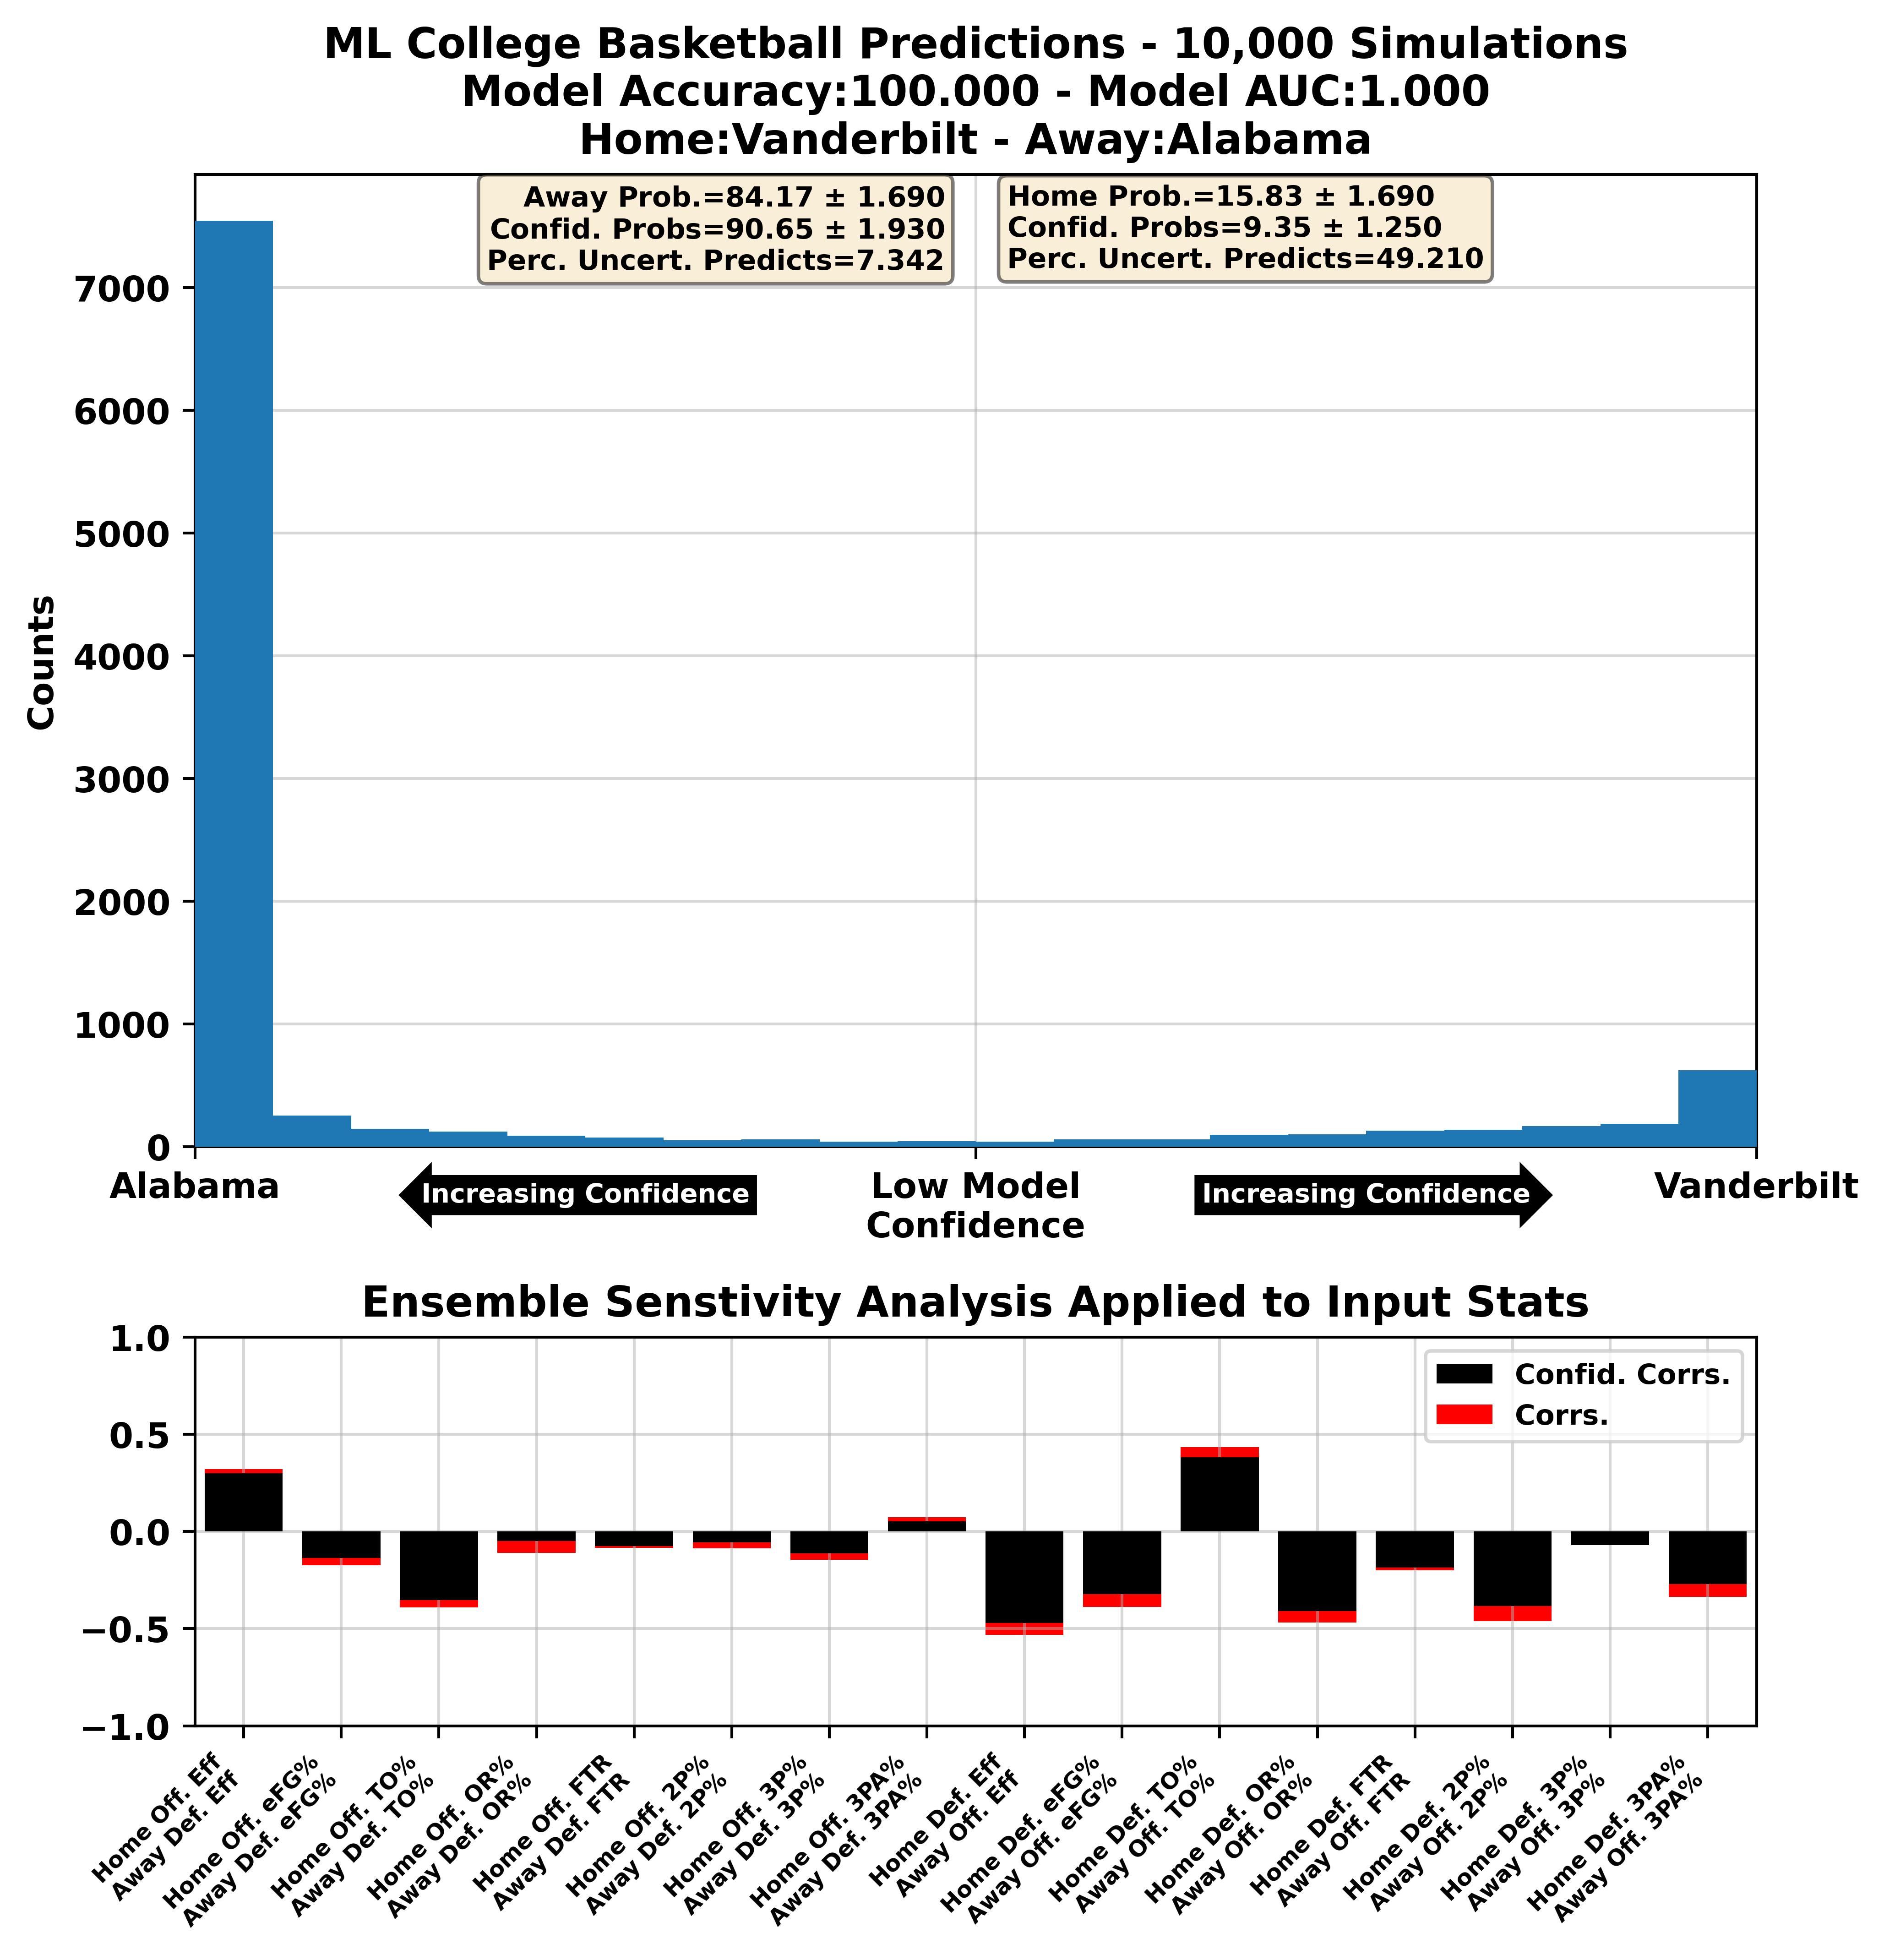 ML College Basketball Predictions - 10,000 Simulations
Model Accuracy:100.000 - Model AUC:1.000
Home:Vanderbilt - Away:Alabama
Away Prob.=84.17 ± 1.690
Confid. Probs=90.65 ± 1.930
Perc. Uncert. Predicts=7.342
Home Prob.=15.83 ± 1.690
Confid. Probs=9.35 ± 1.250
Perc. Uncert. Predicts=49.210
Counts
7000
6000
5000
4000
3000
2000
1000
0
Alabama
Increasing Confidence
Low Model
Confidence
Increasing Confidence
Vanderbilt
Ensemble Senstivity Analysis Applied to Input Stats
1.0
0.5
0.0
−0.5
−1.0
Confid. Corrs.
Corrs.
Home Off. Eff
Away Def. Eff
Home Off. eFG%
Away Def. eFG%
Home Off. TO%
Away Def. TO%
Home Off. OR%
Away Def. OR%
Home Off. FTR
Away Def. FTR
Home Off. 2P%
Away Def. 2P%
Home Off. 3P%
Away Def. 3P%
Home Off. 3PA%
Away Def. 3PA%
Home Def. Eff
Away Off. Eff
Home Def. eFG%
Away Off. eFG%
Home Def. TO%
Away Off. TO%
Home Def. OR%
Away Off. OR%
Home Def. FTR
Away Off. FTR
Home Def. 2P%
Away Off. 2P%
Home Def. 3P%
Away Off. 3P%
Home Def. 3PA%
Away Off. 3PA%